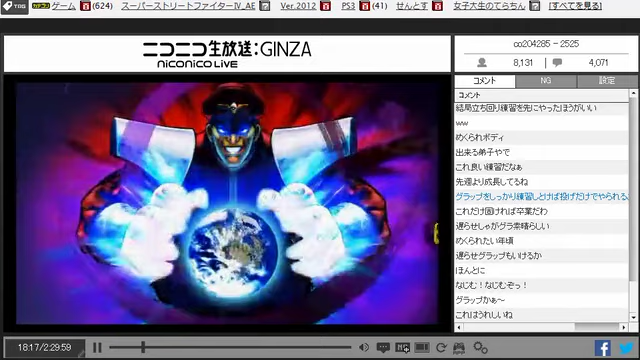 TAG カテゴリ ゲーム (624) スーパーストリートファイターⅣ_AE Ver.2012 PS3 (41) せんとす 女子大生のてらちん [すべてを見る]
ニコニコ生放送:GINZA
niconico LIVE
co204285 - 2525
8,131 4,071
コメント NG 設定
コメント
結局立ち回り練習を先にやったほうがいい
ww
めくられボディ
出来る弟子やで
これ良い練習だなぁ
先週より成長してるね
グラップをしっかり練習しとけば投げだけでやられる
これだけ固ければ卒業だわ
遅らせしゃがグラ素晴らしい
めくられたい年頃
遅らせグラップもいけるか
ほんとに
なじむ！なじむぞっ！
グラップかぁ～
これはうれしいね
18:17/2:29:59